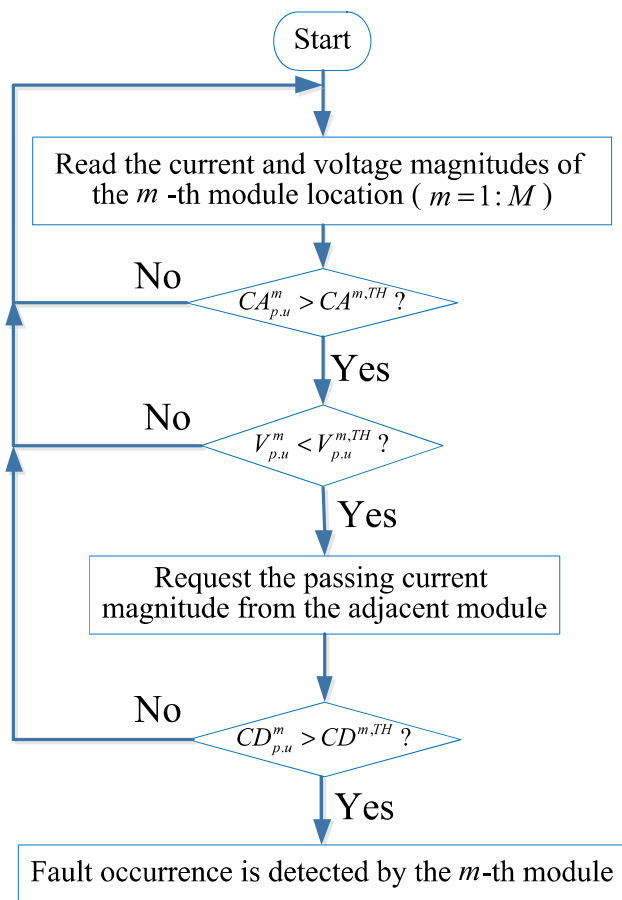 Start
Read the current and voltage magnitudes of
the m -th module location ( m = 1 : M )
No
CA^m_{p.u} > CA^{m,TH} ?
Yes
No
V^m_{p.u} < V^{m,TH}_{p.u} ?
Yes
Request the passing current
magnitude from the adjacent module
No
CD^m_{p.u} > CD^{m,TH} ?
Yes
Fault occurrence is detected by the m-th module